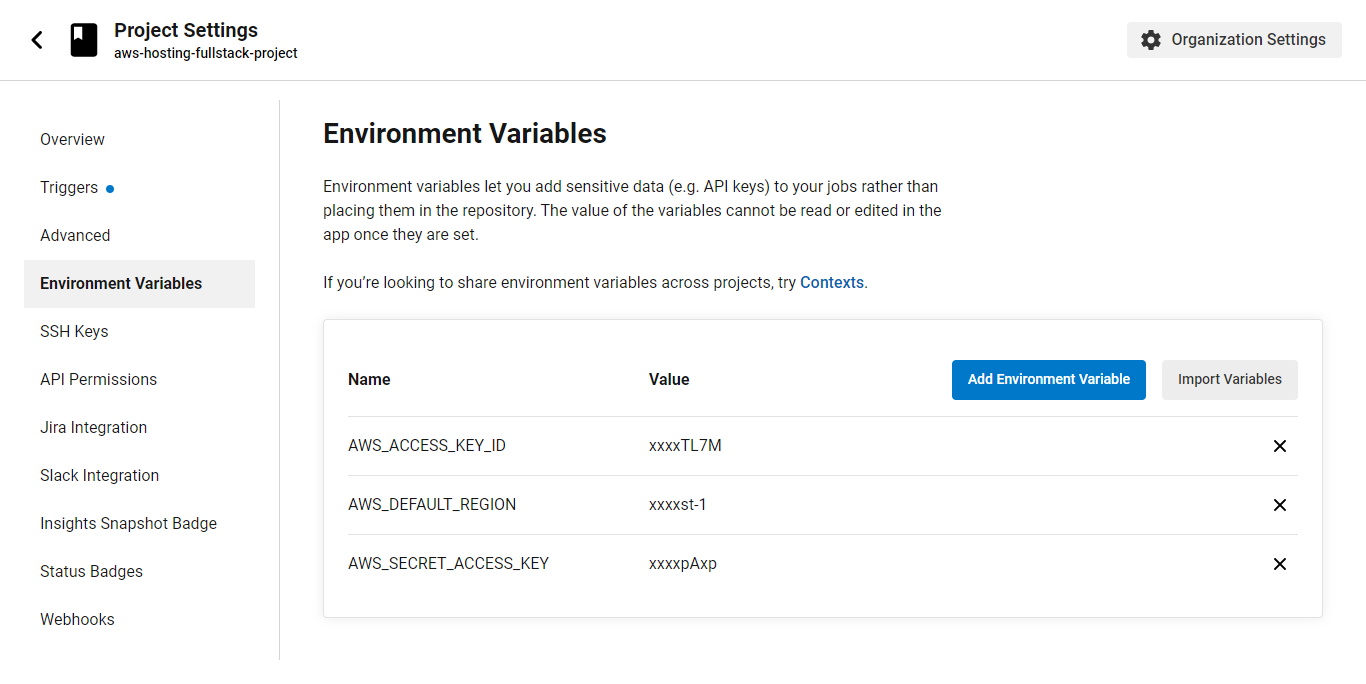 Project Settings
aws-hosting-fullstack-project
Organization Settings
Overview
Triggers
Advanced
Environment Variables
SSH Keys
API Permissions
Jira Integration
Slack Integration
Insights Snapshot Badge
Status Badges
Webhooks
Environment Variables
Environment variables let you add sensitive data (e.g. API keys) to your jobs rather than
placing them in the repository. The value of the variables cannot be read or edited in the
app once they are set.
If you’re looking to share environment variables across projects, try Contexts.
Name Value Add Environment Variable Import Variables
AWS_ACCESS_KEY_ID xxxxTL7M
AWS_DEFAULT_REGION xxxxst-1
AWS_SECRET_ACCESS_KEY xxxxpAxp